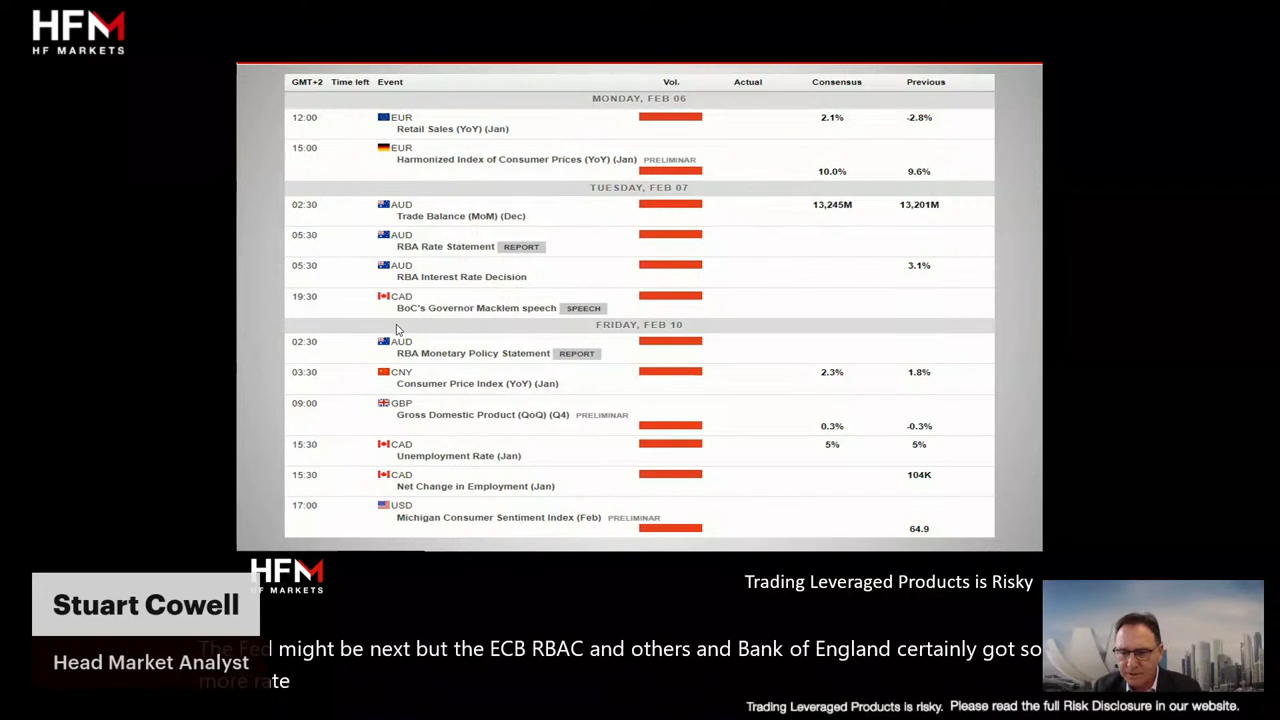 HFM
HF MARKETS
GMT+2 Time left Event Vol. Actual Consensus Previous
MONDAY, FEB 06
12:00 EUR 2.1% -2.8%
Retail Sales (YoY) (Jan)
15:00 EUR
Harmonized Index of Consumer Prices (YoY) (Jan) PRELIMINAR
10.0% 9.6%
TUESDAY, FEB 07
02:30 AUD 13,245M 13,201M
Trade Balance (MoM) (Dec)
05:30 AUD
RBA Rate Statement REPORT
05:30 AUD 3.1%
RBA Interest Rate Decision
19:30 CAD
BoC's Governor Macklem speech SPEECH
FRIDAY, FEB 10
02:30 AUD
RBA Monetary Policy Statement REPORT
03:30 CNY 2.3% 1.8%
Consumer Price Index (YoY) (Jan)
09:00 GBP
Gross Domestic Product (QoQ) (Q4) PRELIMINAR
0.3% -0.3%
15:30 CAD 5% 5%
Unemployment Rate (Jan)
15:30 CAD 104K
Net Change in Employment (Jan)
17:00 USD
Michigan Consumer Sentiment Index (Feb) PRELIMINAR
64.9
HFM
HF MARKETS
Trading Leveraged Products is Risky
Stuart Cowell
Head Market Analyst
The Fed might be next but the ECB RBAC and others and Bank of England certainly got so
more rate
Trading Leveraged Products is risky. Please read the full Risk Disclosure in our website.